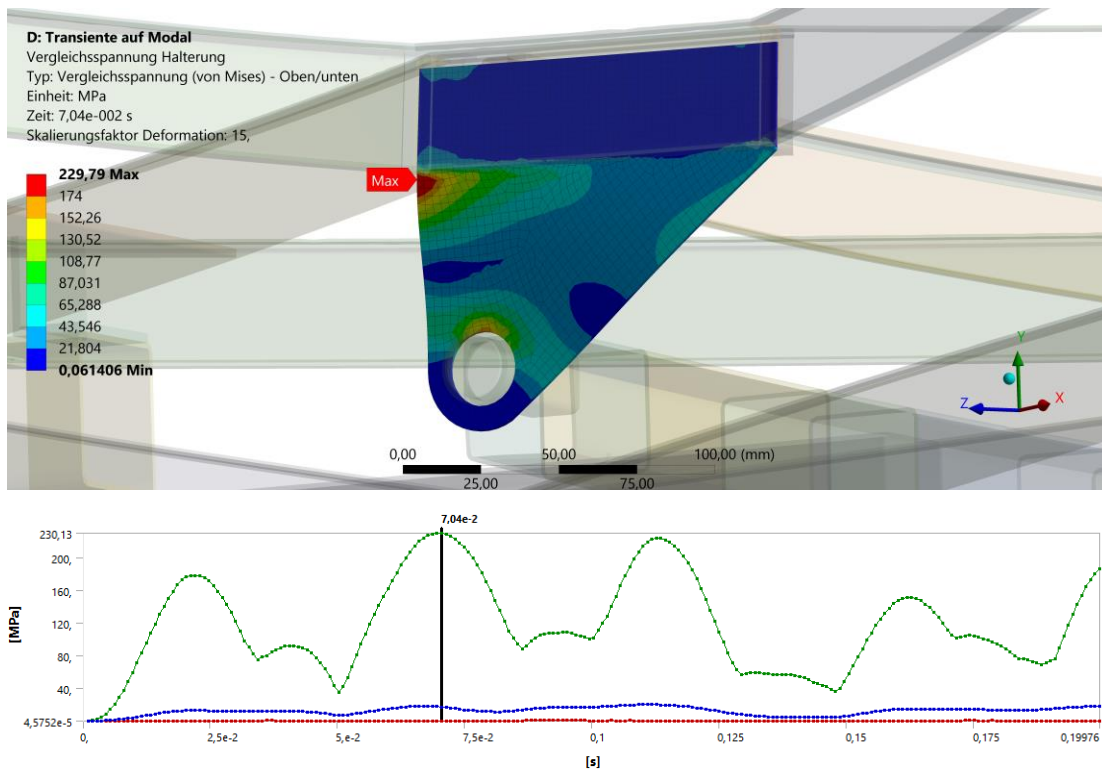 D: Transiente auf Modal
Vergleichsspannung Halterung
Typ: Vergleichsspannung (von Mises) - Oben/unten
Einheit: MPa
Zeit: 7,04e-002 s
Skalierungsfaktor Deformation: 15,
229,79 Max
174
152,26
130,52
108,77
87,031
65,288
43,546
21,804
0,061406 Min
Max
Y
Z
X
0,00 50,00 100,00 (mm)
25,00 75,00
7,04e-2
230,13
200,
160,
120,
80,
40,
4,5752e-5
[MPa]
0, 2,5e-2 5e-2 7,5e-2 0,1 0,125 0,15 0,175 0,19976
[s]